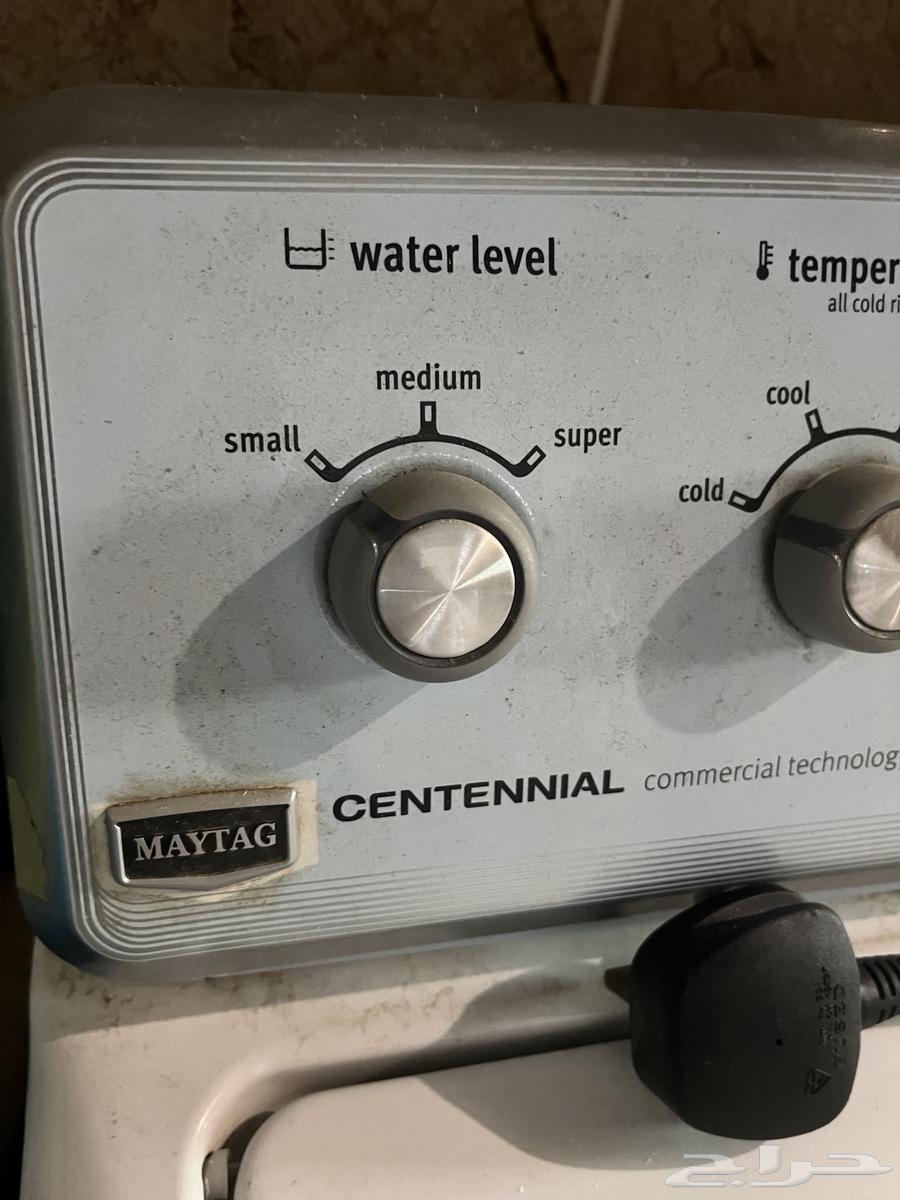 water level
temper
all cold ri
medium
small
super
cool
cold
CENTENNIAL commercial technolog
MAYTAG
حراج